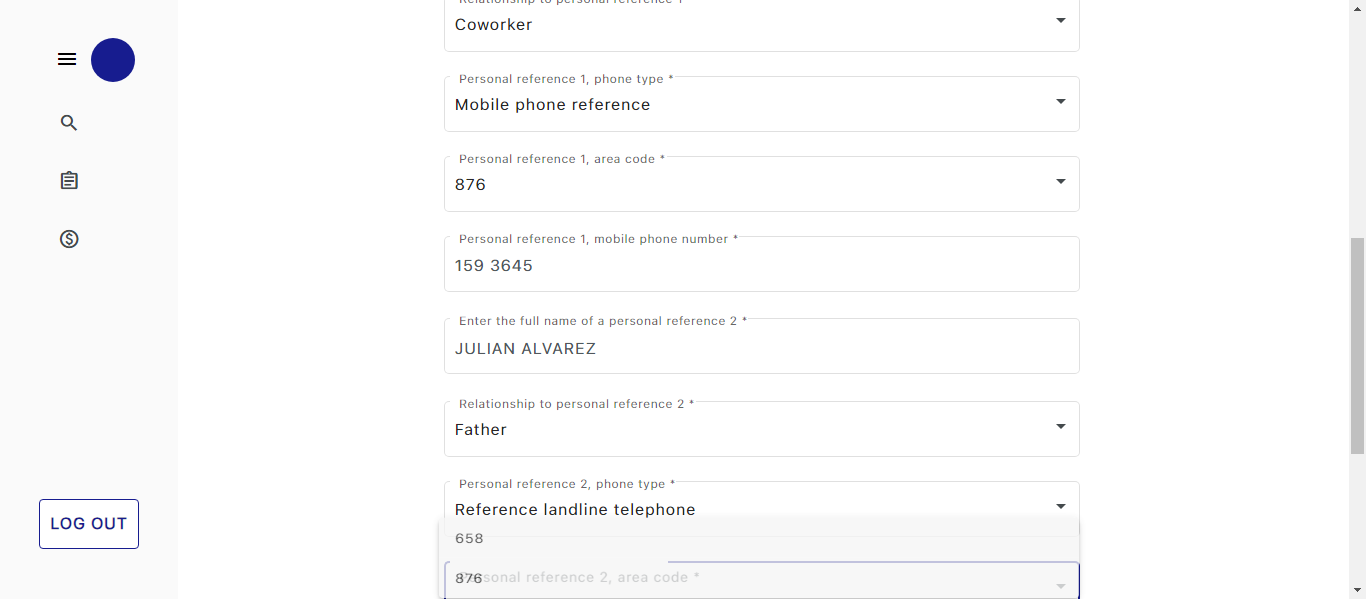 Relationship to personal reference 1
Coworker
Personal reference 1, phone type *
Mobile phone reference
Personal reference 1, area code *
876
Personal reference 1, mobile phone number *
159 3645
Enter the full name of a personal reference 2 *
JULIAN ALVAREZ
Relationship to personal reference 2 *
Father
Personal reference 2, phone type *
Reference landline telephone
658
876
Personal reference 2, area code *
LOG OUT